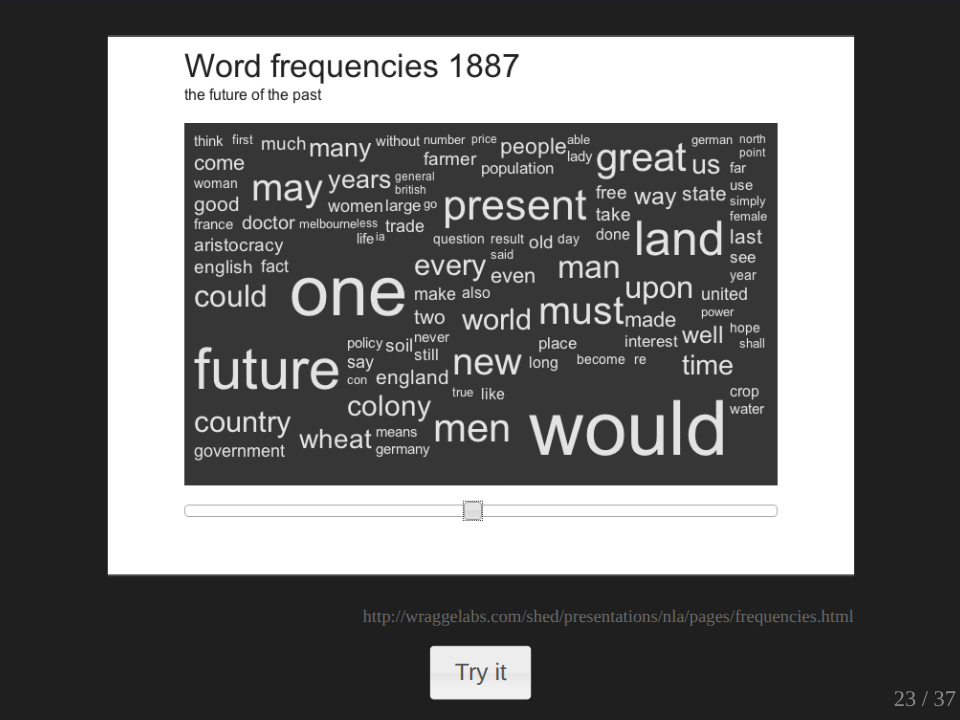 Word frequencies 1887
the future of the past
think first much many without number price people able german north
come farmer lady great us point
woman may years general population far
good british free way state use
women large go present simply
france doctor melbourne less trade take female
life ia question result old day done land last
aristocracy said see
english fact every even man year
could one make also upon united
two world must made power
never place interest well hope
policy soil shall
future say still new long become re time
con england
true like crop
colony water
country means men would
wheat
government germany
http://wraggelabs.com/shed/presentations/nla/pages/frequencies.html
Try it
23 / 37